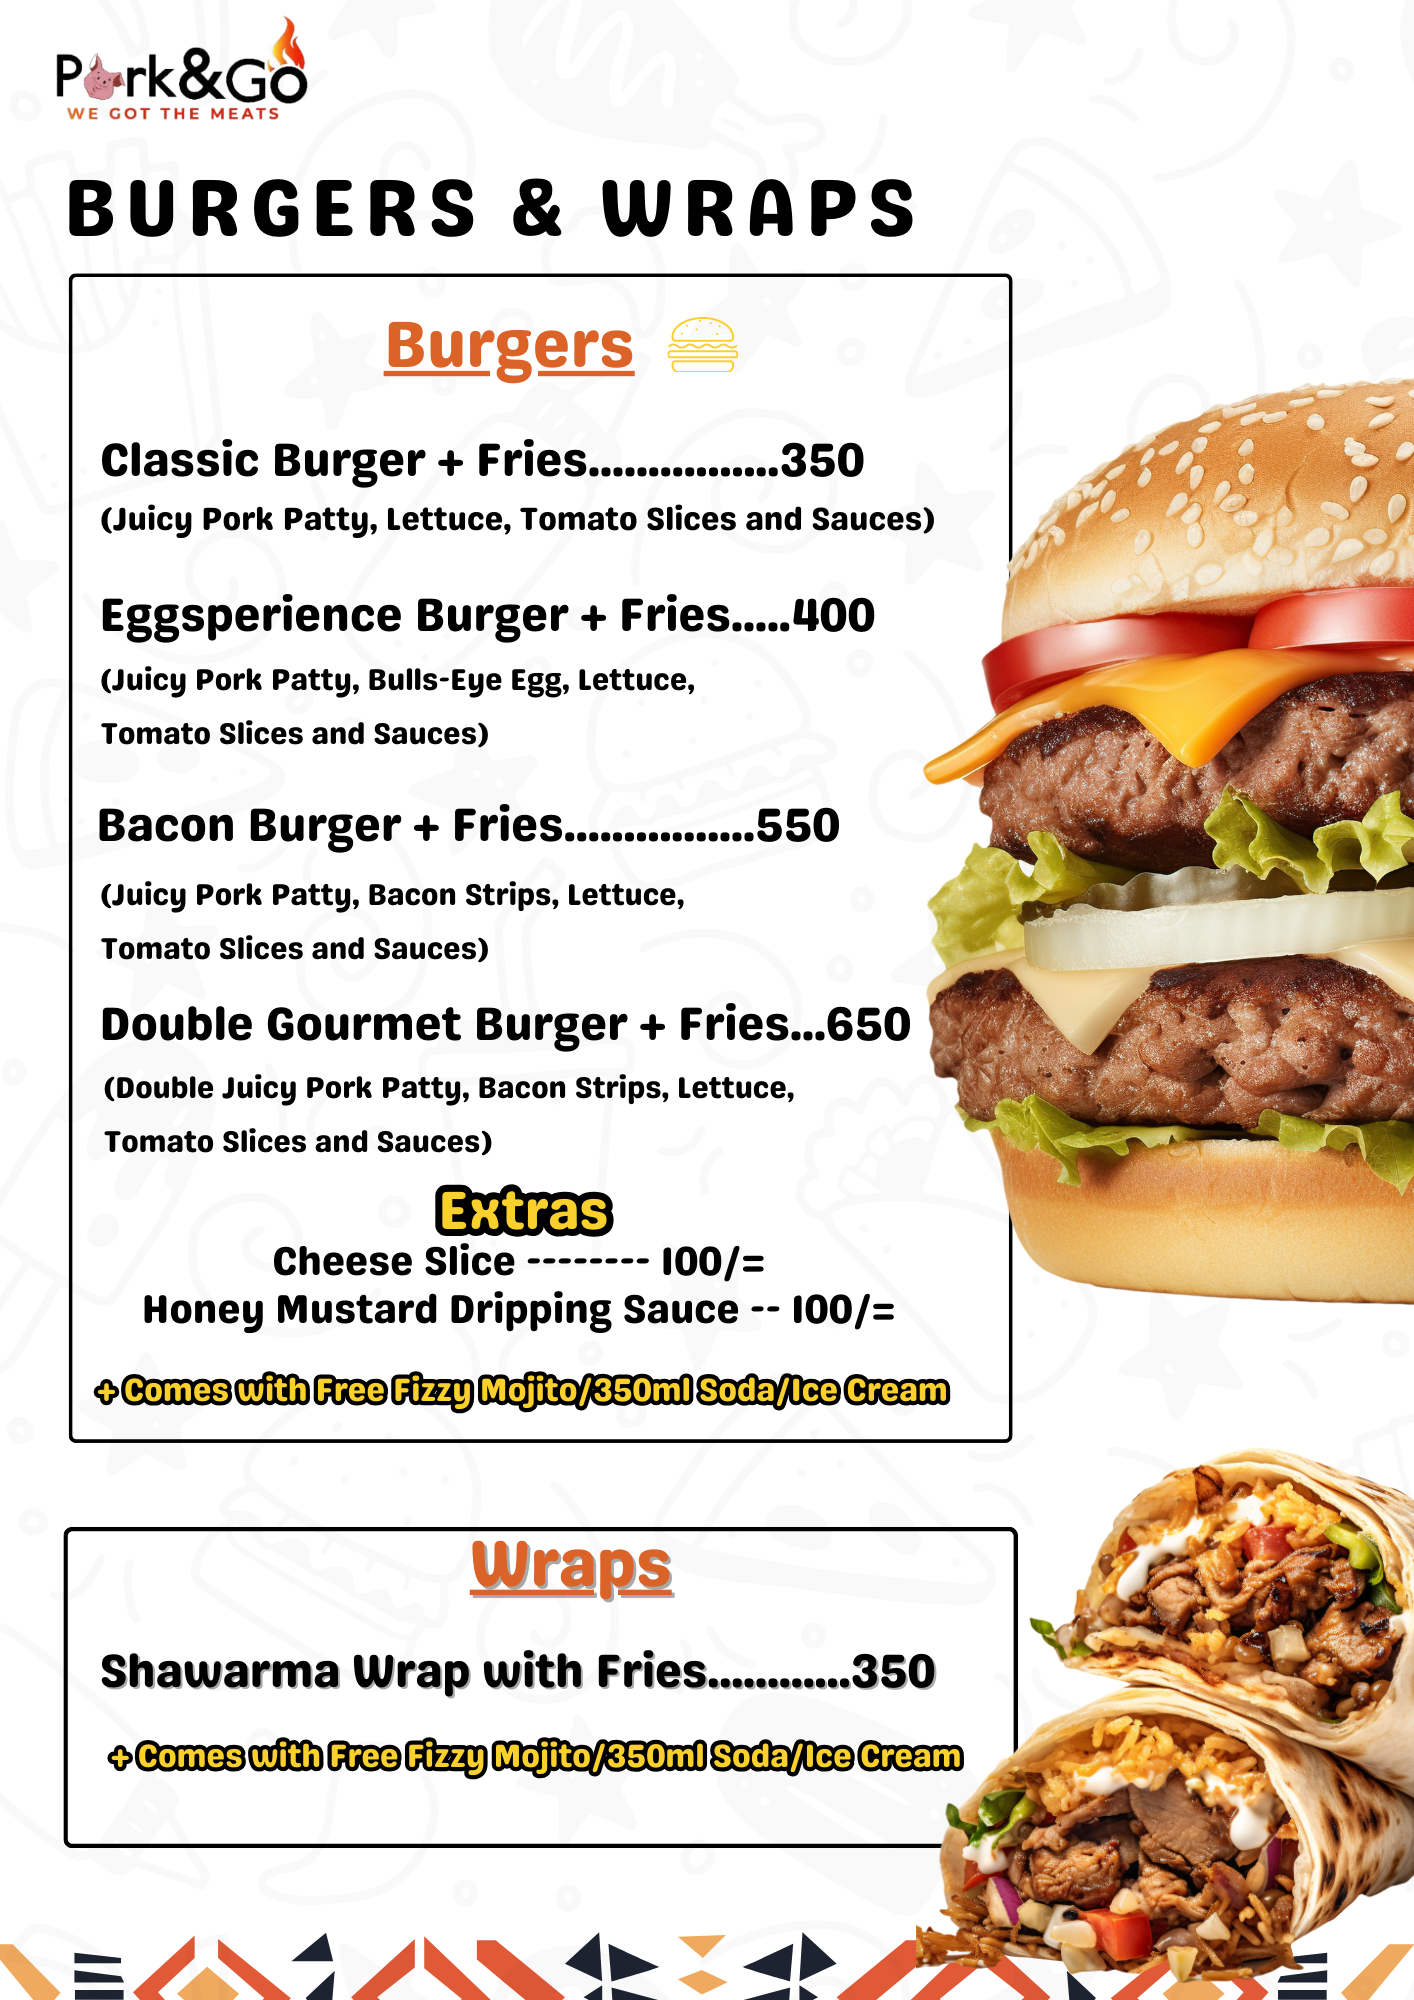 Pork&Go
WE GOT THE MEATS
BURGERS & WRAPS
Burgers
Classic Burger + Fries................350
(Juicy Pork Patty, Lettuce, Tomato Slices and Sauces)
Eggsperience Burger + Fries.....400
(Juicy Pork Patty, Bulls-Eye Egg, Lettuce,
Tomato Slices and Sauces)
Bacon Burger + Fries................550
(Juicy Pork Patty, Bacon Strips, Lettuce,
Tomato Slices and Sauces)
Double Gourmet Burger + Fries...650
(Double Juicy Pork Patty, Bacon Strips, Lettuce,
Tomato Slices and Sauces)
Extras
Cheese Slice -------- 100/=
Honey Mustard Dripping Sauce -- 100/=
+ Comes with Free Fizzy Mojito/350ml Soda/Ice Cream
Wraps
Shawarma Wrap with Fries............350
+ Comes with Free Fizzy Mojito/350ml Soda/Ice Cream